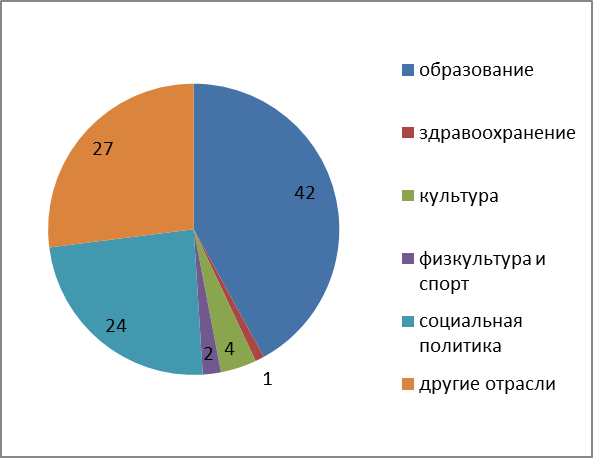 образование
здравоохранение
культура
физкультура и
спорт
социальная
политика
другие отрасли
42
1
4
2
24
27